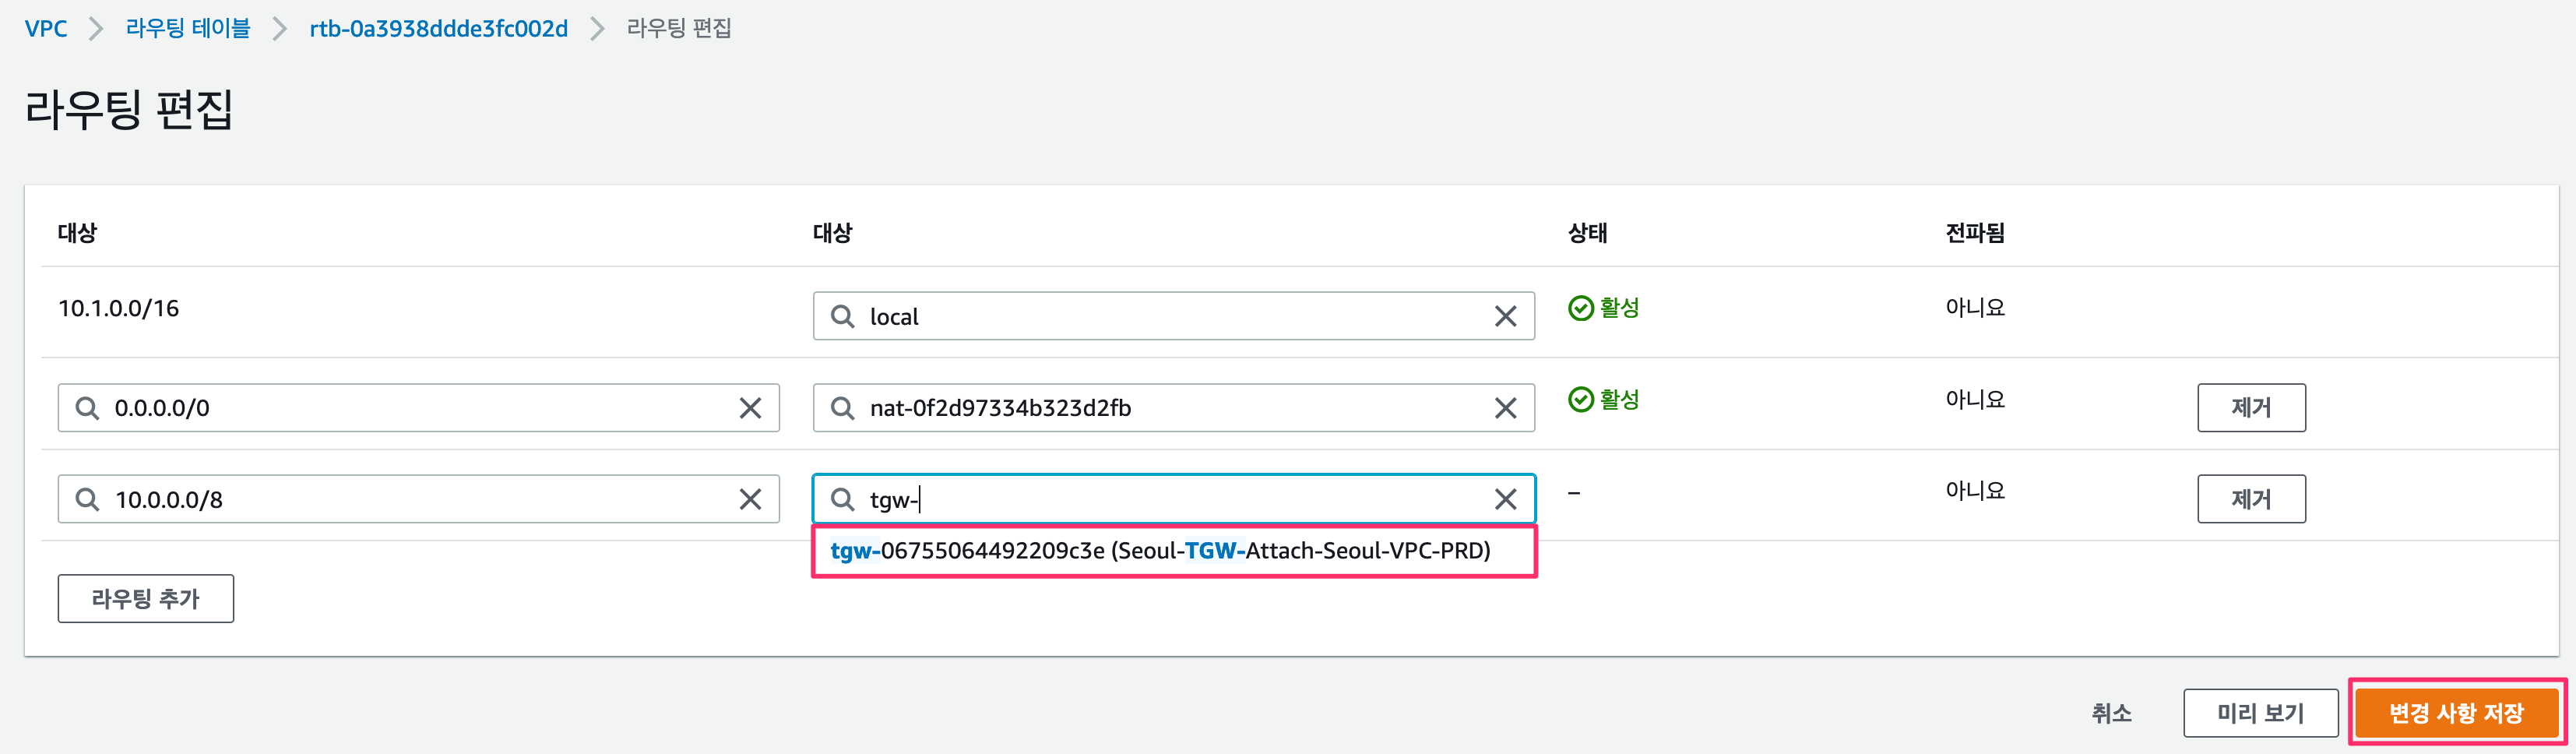 VPC > 라우팅 테이블 > rtb-0a3938ddde3fc002d > 라우팅 편집
라우팅 편집
대상 대상 상태 전파됨
10.1.0.0/16 local 활성 아니요
0.0.0.0/0 nat-0f2d97334b323d2fb 활성 아니요 제거
10.0.0.0/8 tgw- – 아니요 제거
tgw-06755064492209c3e (Seoul-TGW-Attach-Seoul-VPC-PRD)
라우팅 추가
취소 미리 보기 변경 사항 저장